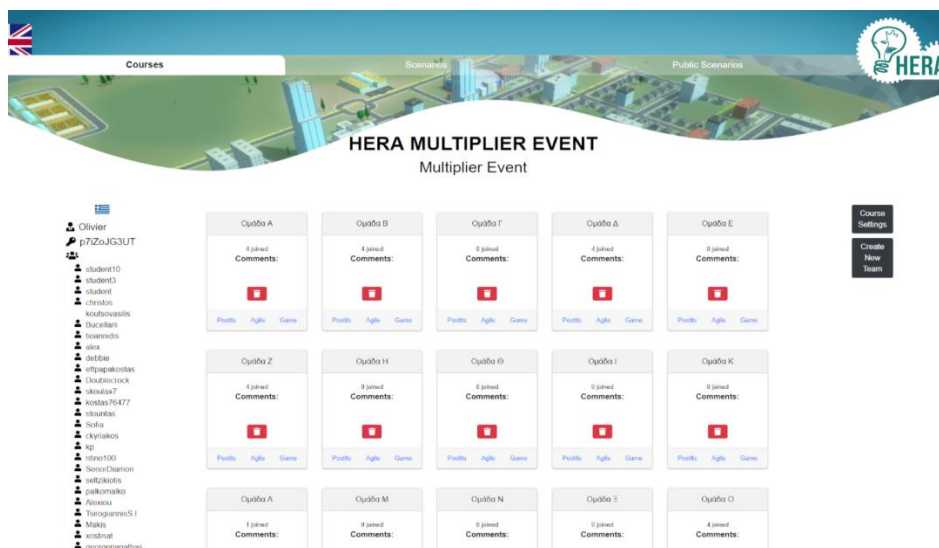 Courses
Scenarios
Public Scenarios
HERA
HERA MULTIPLIER EVENT
Multiplier Event
Olivier
p7iZoJG3UT
student10
student3
student
christos
koutsovasilis
Bucellani
tioannidis
alex
debbie
eftpapakostas
Doublecrock
skoulax7
kostas76477
stountas
Sofia
ckyriakos
kp
ntino100
SenorDiamon
seltzikiotis
palkomalko
Alexiou
TsirogiannisS.I
Makis
xristinat
Ομάδα Α
4 joined
Comments:
Postits Agile Game
Ομάδα Β
4 joined
Comments:
Postits Agile Game
Ομάδα Γ
0 joined
Comments:
Postits Agile Game
Ομάδα Δ
4 joined
Comments:
Postits Agile Game
Ομάδα Ε
0 joined
Comments:
Postits Agile Game
Ομάδα Ζ
4 joined
Comments:
Postits Agile Game
Ομάδα Η
0 joined
Comments:
Postits Agile Game
Ομάδα Θ
0 joined
Comments:
Postits Agile Game
Ομάδα Ι
0 joined
Comments:
Postits Agile Game
Ομάδα Κ
0 joined
Comments:
Postits Agile Game
Ομάδα Λ
1 joined
Comments:
Ομάδα Μ
0 joined
Comments:
Ομάδα Ν
0 joined
Comments:
Ομάδα Ξ
0 joined
Comments:
Ομάδα Ο
4 joined
Comments:
Course
Settings
Create
New
Team